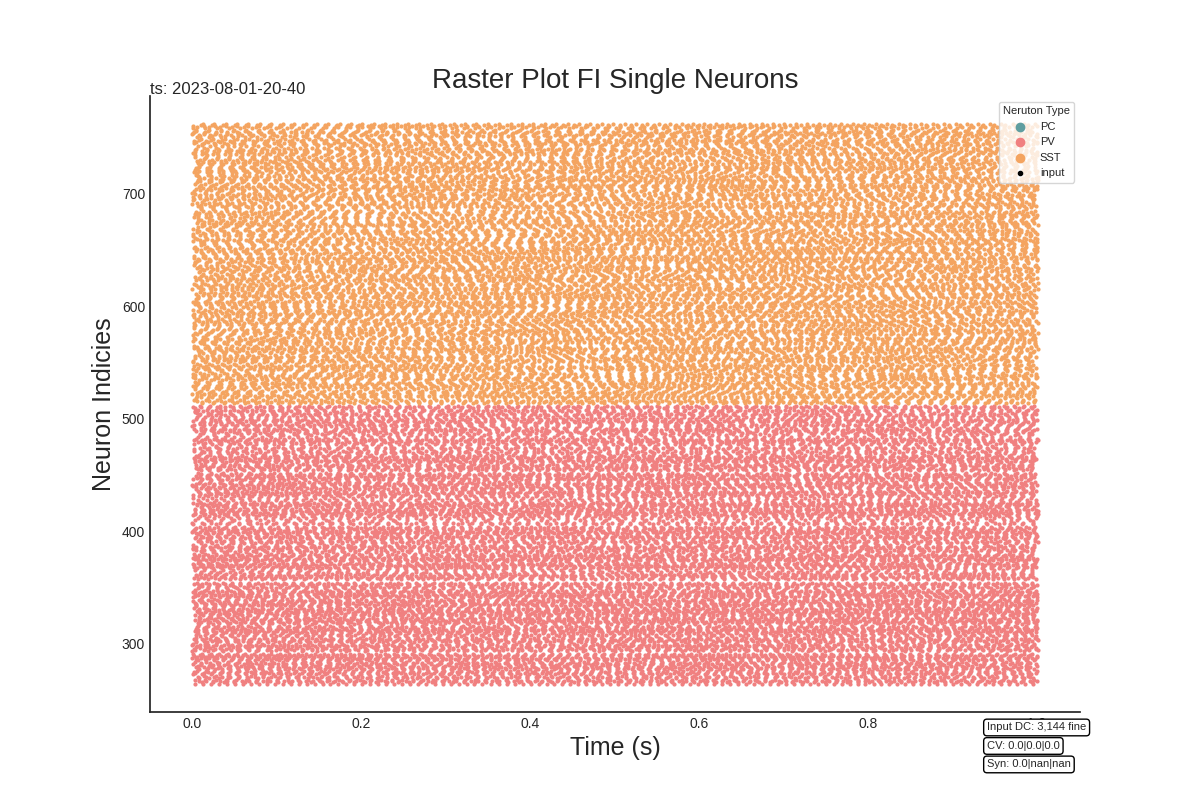 Raster Plot FI Single Neurons
ts: 2023-08-01-20-40
Neruton Type
PC
PV
SST
input
Neuron Indicies
700
600
500
400
300
0.0 0.2 0.4 0.6 0.8
Time (s)
Input DC: 3,144 fine
CV: 0.0|0.0|0.0
Syn: 0.0|nan|nan